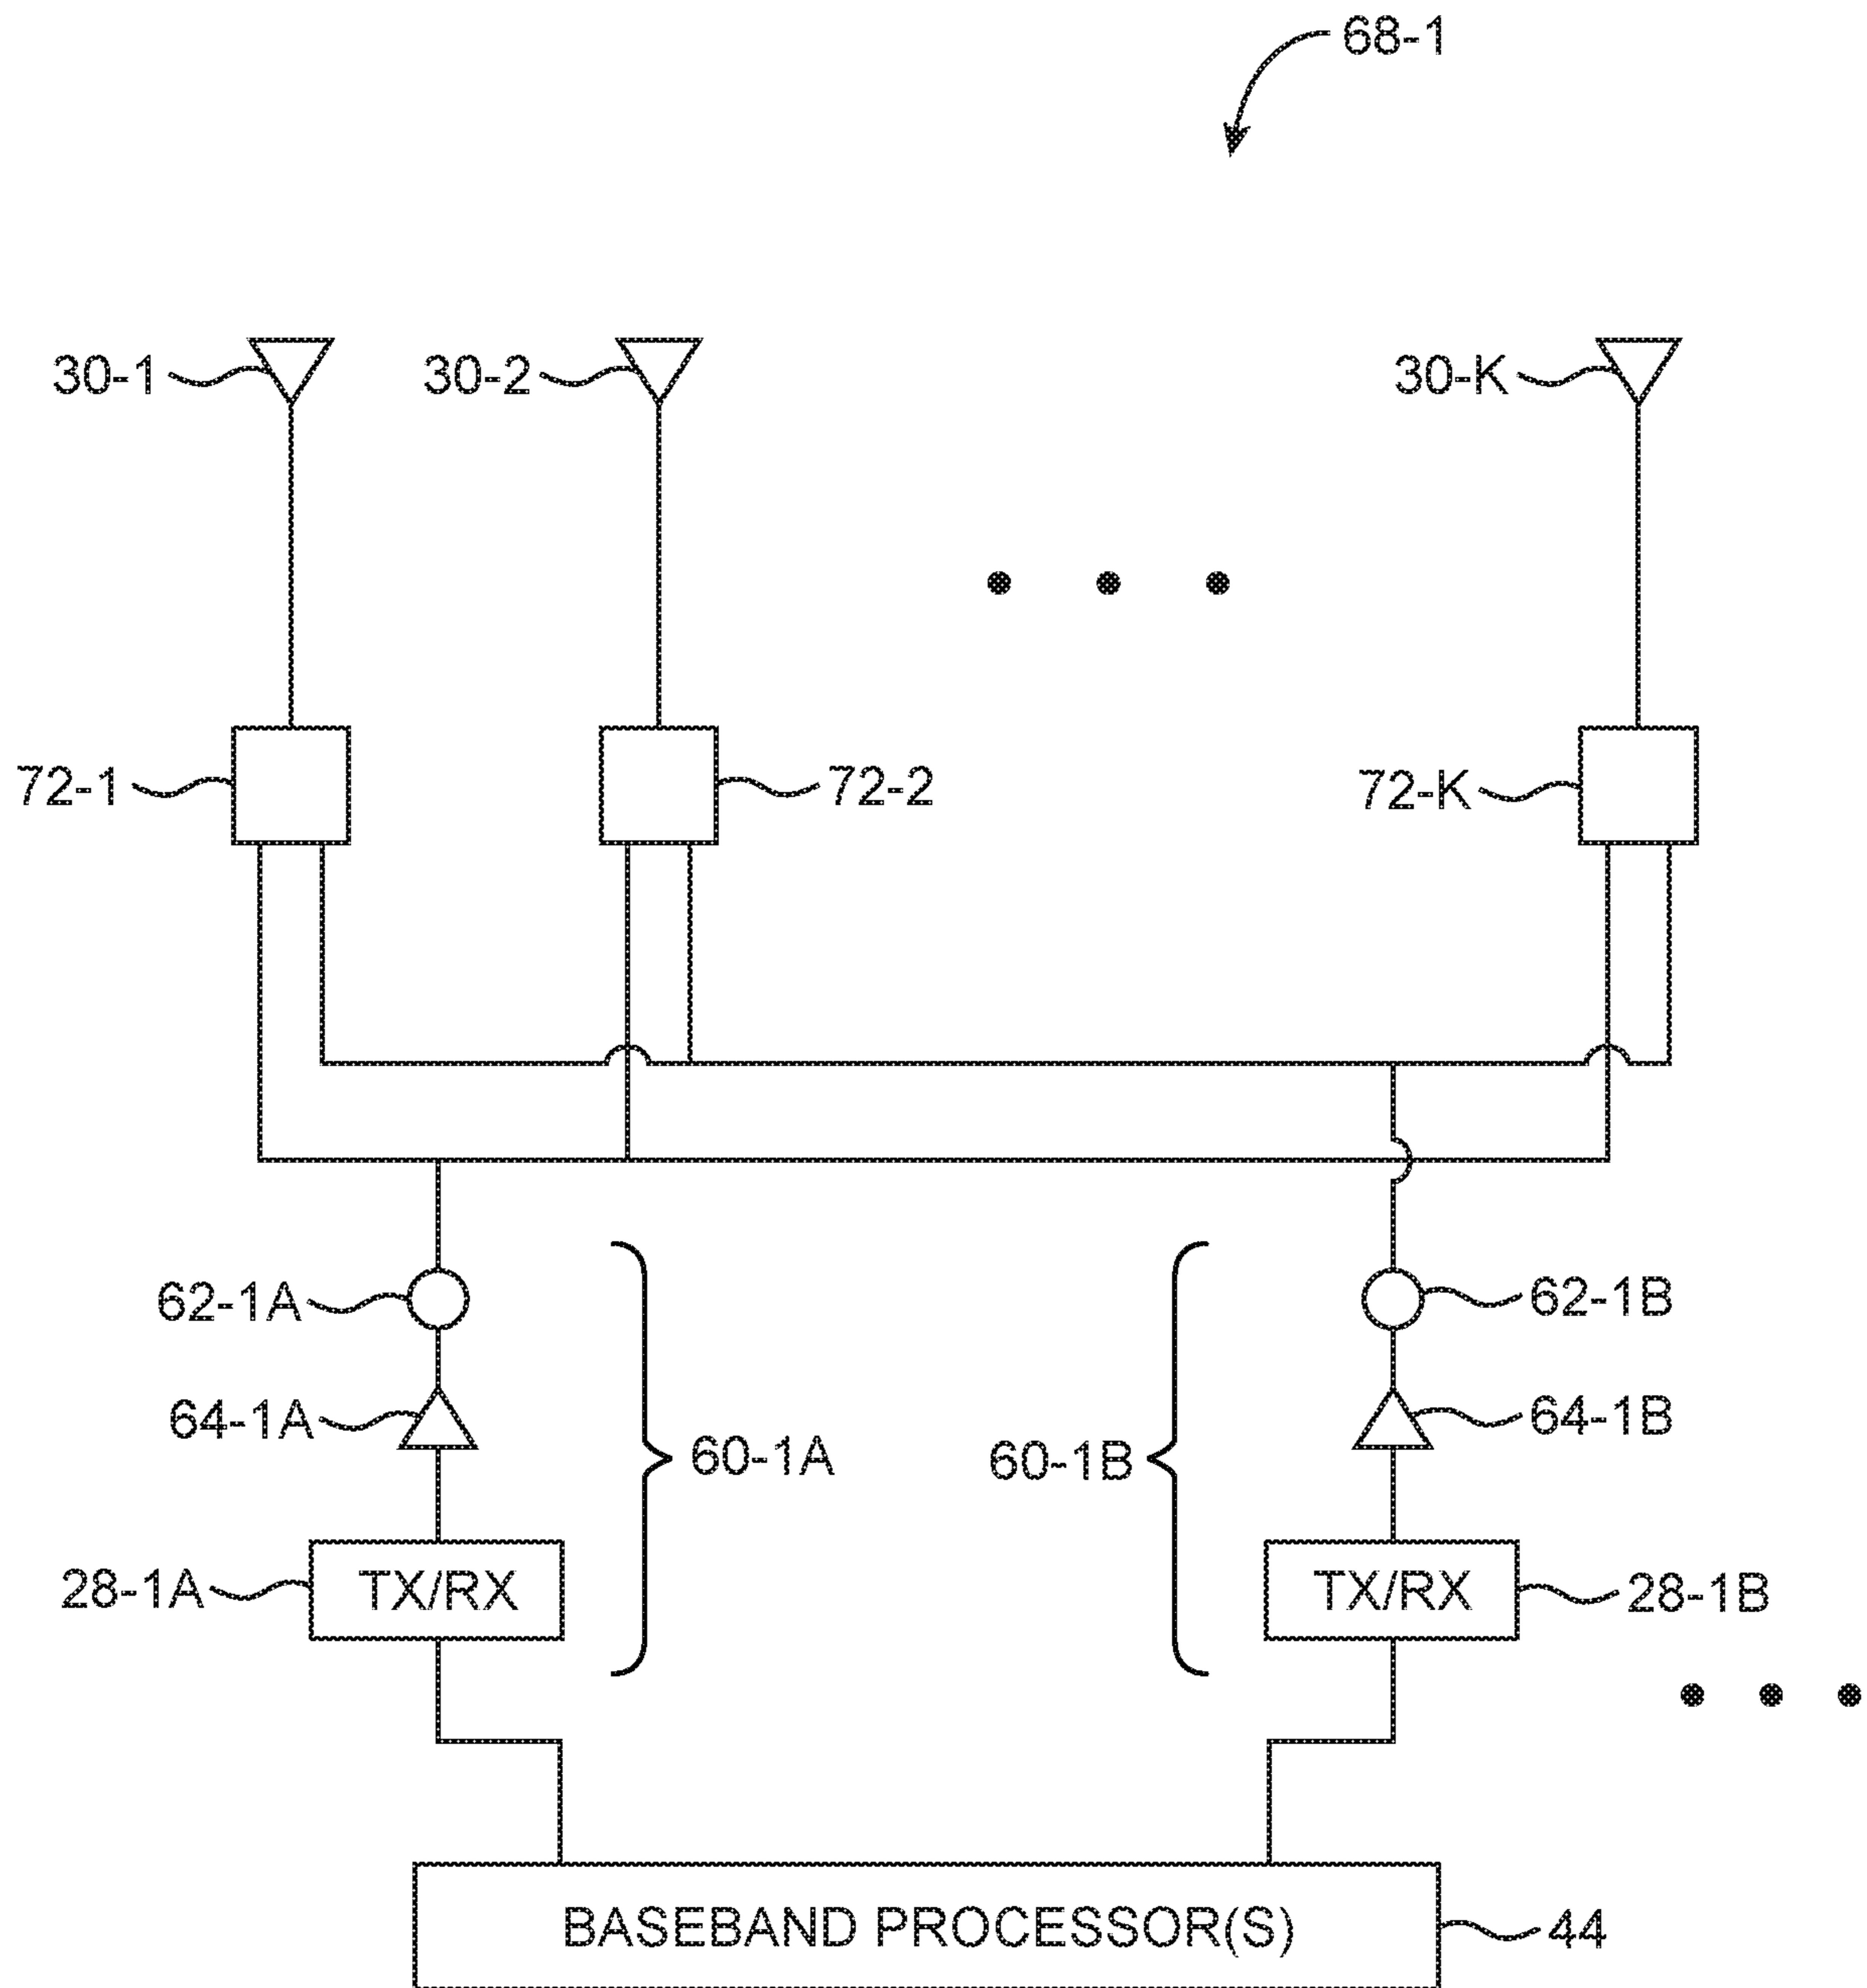 68-1
30-1
30-2
30-K
72-1
72-2
72-K
62-1A
62-1B
64-1A
64-1B
60-1A
60-1B
28-1A
TX/RX
TX/RX
28-1B
BASEBAND PROCESSOR(S)
44